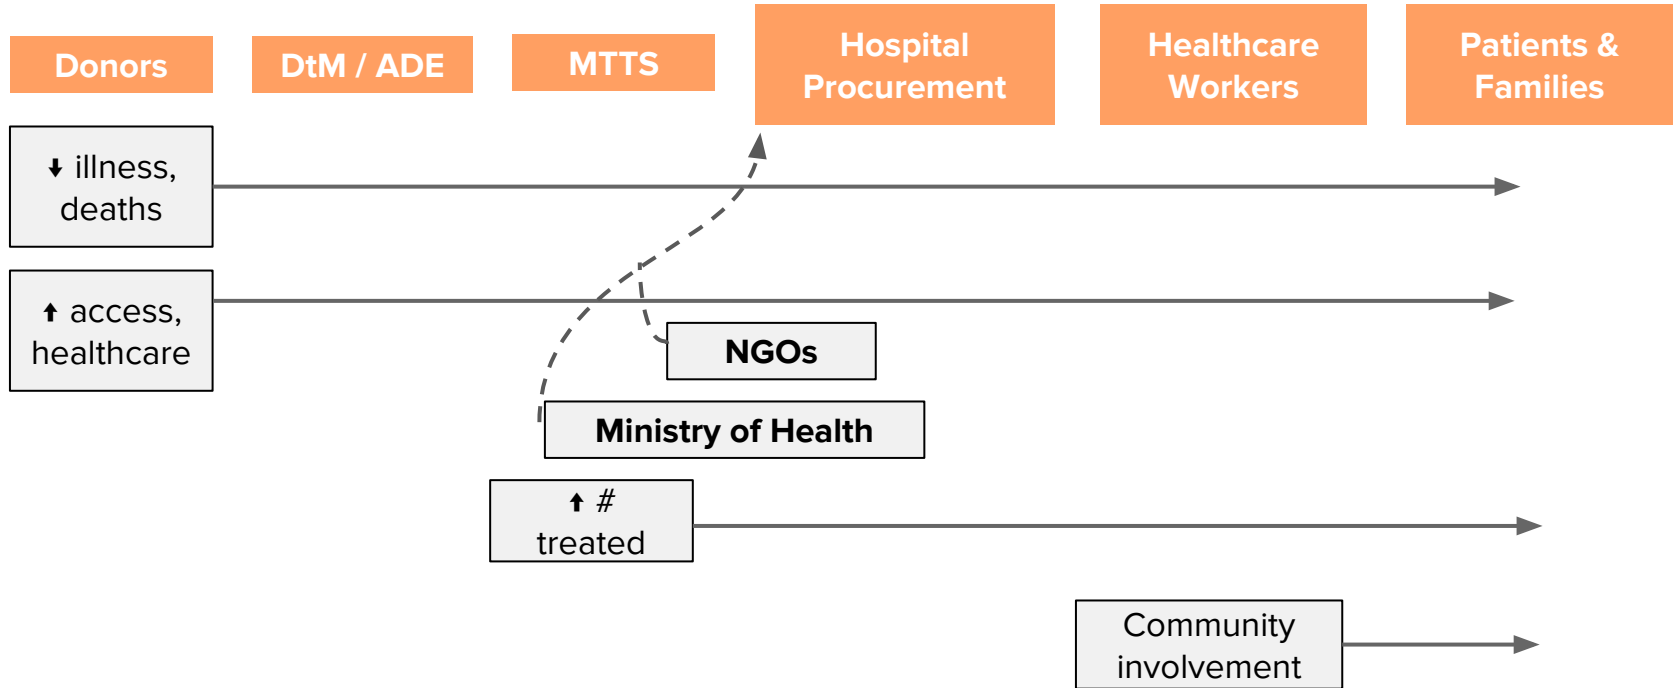 Donors
DtM / ADE
MTTS
Hospital
Procurement
Healthcare
Workers
Patients &
Families
🠋 illness,
deaths
🠉 access,
healthcare
NGOs
Ministry of Health
🠉 #
treated
Community
involvement